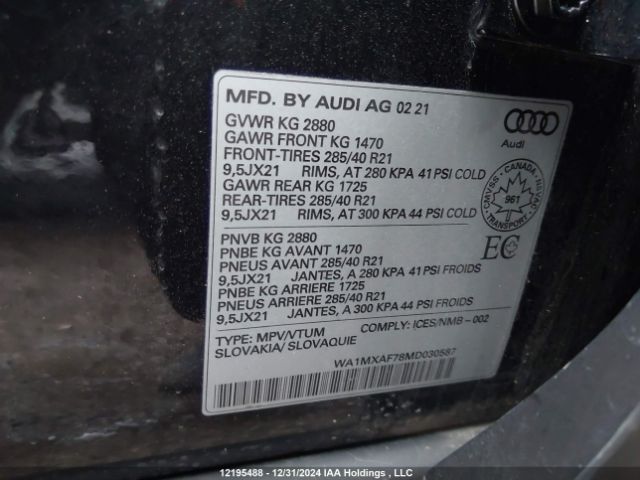 MFD. BY AUDI AG 02 21
GVWR KG 2880
GAWR FRONT KG 1470
FRONT-TIRES 285/40 R21
9,5JX21 RIMS, AT 280 KPA 41 PSI COLD
GAWR REAR KG 1725
REAR-TIRES 285/40 R21
9,5JX21 RIMS, AT 300 KPA 44 PSI COLD
Audi
CMVSS - CANADA - NSVAC
961
TRANSPORT
EC
PNVB KG 2880
PNBE KG AVANT 1470
PNEUS AVANT 285/40 R21
9,5JX21 JANTES, A 280 KPA 41 PSI FROIDS
PNBE KG ARRIERE 1725
PNEUS ARRIERE 285/40 R21
9,5JX21 JANTES, A 300 KPA 44 PSI FROIDS
TYPE: MPV/VTUM COMPLY: ICES/NMB-002
SLOVAKIA/ SLOVAQUIE
WA1MXAF78MD030587
12195488 - 12/31/2024 IAA Holdings , LLC